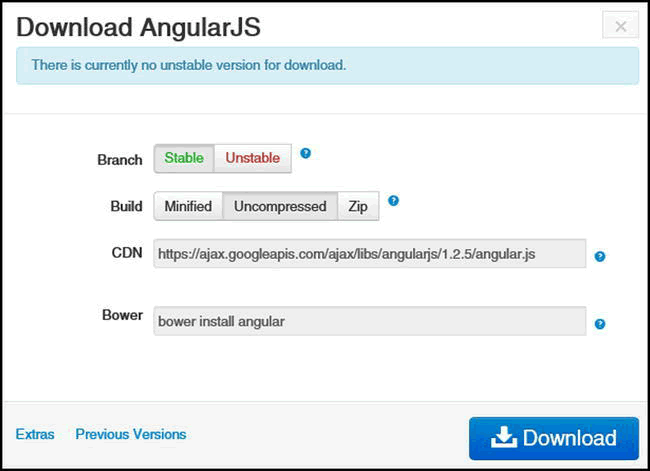 Download AngularJS
×
There is currently no unstable version for download.
Branch Stable Unstable ?
Build Minified Uncompressed Zip ?
CDN https://ajax.googleapis.com/ajax/libs/angularjs/1.2.5/angular.js ?
Bower bower install angular ?
Extras Previous Versions Download